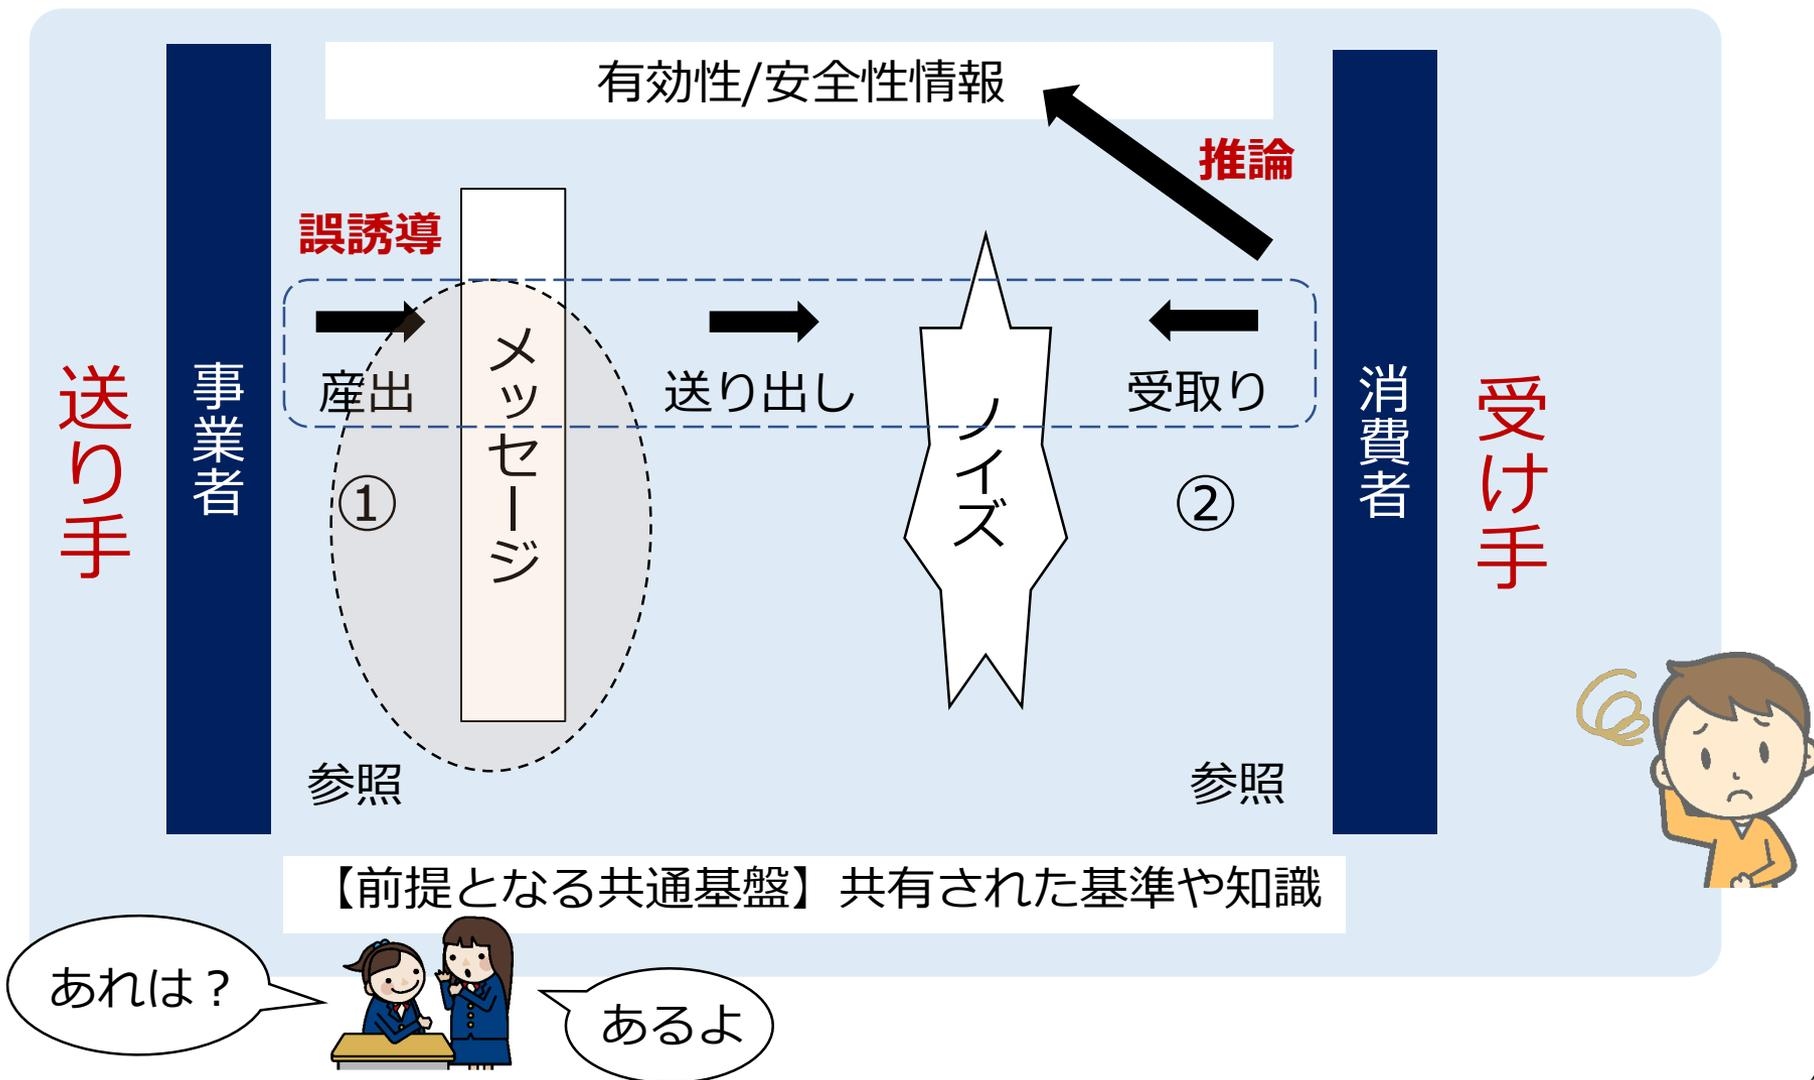 有効性/安全性情報
推論
誤誘導
産出
送り出し
受取り
送り手
事業者
メッセージ
ノイズ
消費者
受け手
①
②
参照
参照
【前提となる共通基盤】共有された基準や知識
あれは？
あるよ